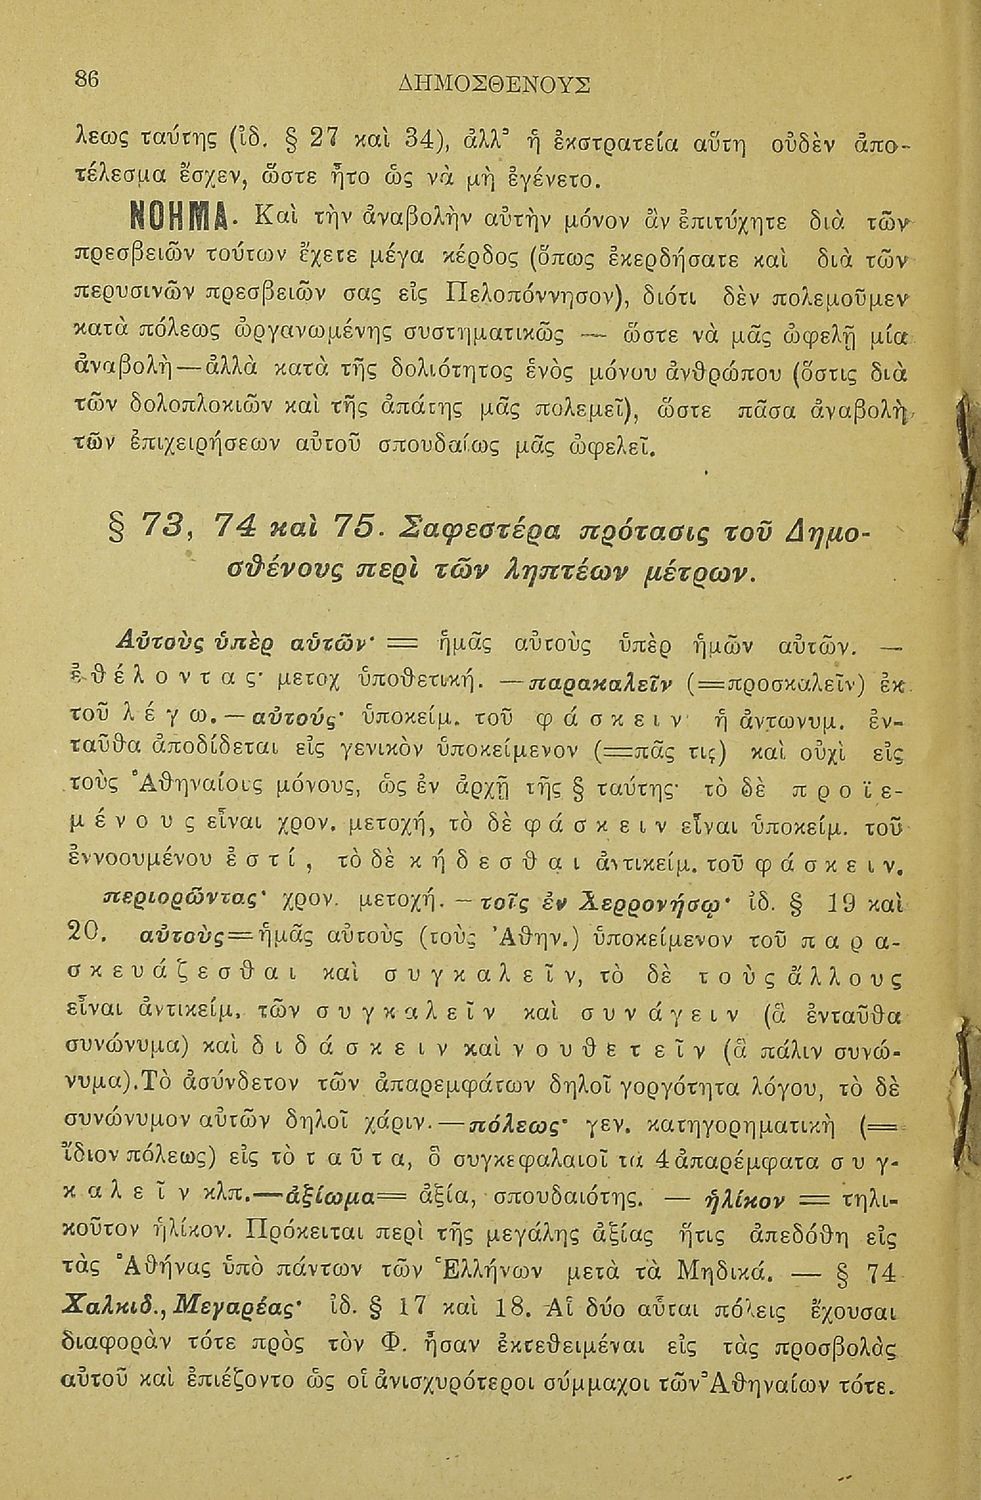 86 ΔΗΜΟΣΘΕΝΟΥΣ
λεως ταύτης (ἰδ. § 27 καὶ 34), ἀλλ’ ἡ ἐκστρατεία αὕτη οὐδὲν ἀπο-
τέλεσμα ἔσχεν, ὥστε ἦτο ὡς νὰ μὴ ἐγένετο.
ΝΟΗΜΑ. Καὶ τὴν ἀναβολὴν αὐτὴν μόνον ἂν ἐπιτύχητε διὰ τῶν
πρεσβειῶν τούτων ἔχετε μέγα κέρδος (ὅπως ἐκερδήσατε καὶ διὰ τῶν
περυσινῶν πρεσβειῶν σας εἰς Πελοπόννησον), διότι δὲν πολεμοῦμεν
κατὰ πόλεως ὠργανωμένης συστηματικῶς — ὥστε νὰ μᾶς ὠφελῇ μία
ἀναβολὴ — ἀλλὰ κατὰ τῆς δολιότητος ἑνὸς μόνου ἀνθρώπου (ὅστις διὰ
τῶν δολοπλοκιῶν καὶ τῆς ἀπάτης μᾶς πολεμεῖ), ὥστε πᾶσα ἀναβολὴ
τῶν ἐπιχειρήσεων αὐτοῦ σπουδαίως μᾶς ὠφελεῖ.
§ 73, 74 καὶ 75. Σαφεστέρα πρότασις τοῦ Δημο-
σθένους περὶ τῶν ληπτέων μέτρων.
Αὐτοὺς ὑπὲρ αὑτῶν· = ἡμᾶς αὐτοὺς ὑπὲρ ἡμῶν αὐτῶν. —
ἐθέλοντας· μετοχ ὑποθετική. — παρακαλεῖν (=προσκαλεῖν) ἐκ
τοῦ λέγω. — αὐτούς· ὑποκείμ. τοῦ φάσκειν· ἡ ἀντωνυμ. ἐν-
ταῦθα ἀποδίδεται εἰς γενικὸν ὑποκείμενον (=πᾶς τις) καὶ οὐχὶ εἰς
τοὺς Ἀθηναίους μόνους, ὡς ἐν ἀρχῇ τῆς § ταύτης· τὸ δὲ προϊε-
μένους εἶναι χρον. μετοχή, τὸ δὲ φάσκειν εἶναι ὑποκείμ. τοῦ
ἐννοουμένου ἐστί, τὸ δὲ κήδεσθαι ἀντικείμ. τοῦ φάσκειν.
περιορῶντας· χρον. μετοχή. — τοῖς ἐν Χερρονήσῳ· ἰδ. § 19 καὶ
20. αὐτοὺς = ἡμᾶς αὐτοὺς (τοὺς Ἀθην.) ὑποκείμενον τοῦ παρα-
σκευάζεσθαι καὶ συγκαλεῖν, τὸ δὲ τοὺς ἄλλους
εἶναι ἀντικείμ. τῶν συγκαλεῖν καὶ συνάγειν (ἃ ἐνταῦθα
συνώνυμα) καὶ διδάσκειν καὶ νουθετεῖν (ἃ πάλιν συνώ-
νυμα). Τὸ ἀσύνδετον τῶν ἀπαρεμφάτων δηλοῖ γοργότητα λόγου, τὸ δὲ
συνώνυμον αὐτῶν δηλοῖ χάριν. — πόλεως· γεν. κατηγορηματικὴ (=
ἴδιον πόλεως) εἰς τὸ ταῦτα, ὃ συγκεφαλαιοῖ τὰ 4 ἀπαρέμφατα συγ-
καλεῖν κλπ. — ἀξίωμα = ἀξία, σπουδαιότης. — ἡλίκον = τηλι-
κοῦτον ἡλίκον. Πρόκειται περὶ τῆς μεγάλης ἀξίας ἥτις ἀπεδόθη εἰς
τὰς Ἀθήνας ὑπὸ πάντων τῶν Ἑλλήνων μετὰ τὰ Μηδικά. — § 74
Χαλκιδ., Μεγαρέας· ἰδ. § 17 καὶ 18. Αἱ δύο αὗται πόλεις ἔχουσαι
διαφορὰν τότε πρὸς τὸν Φ. ἦσαν ἐκτεθειμέναι εἰς τὰς προσβολὰς
αὐτοῦ καὶ ἐπιέζοντο ὡς οἱ ἀνισχυρότεροι σύμμαχοι τῶν Ἀθηναίων τότε.